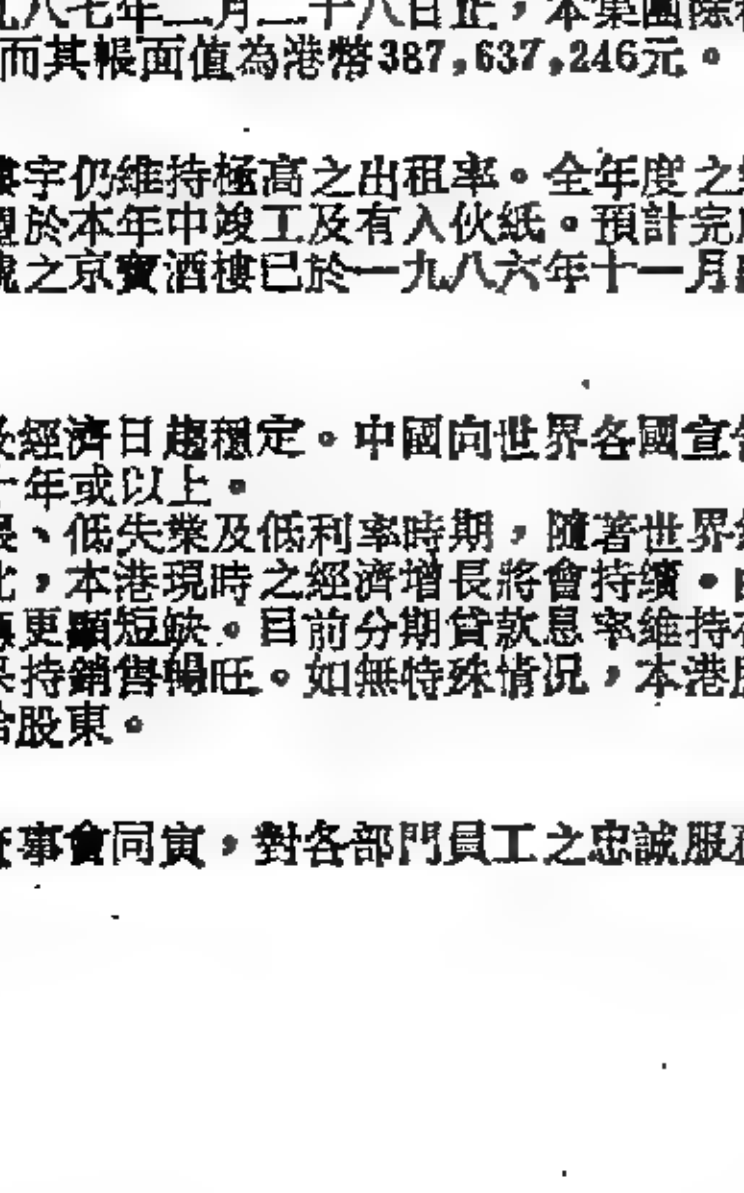 八七年二月二十八日止，本集團除
而其帳面值為港幣387,637,246元。
宇仍維持極高之出租率。全年度之
於本年中竣工及有入伙紙。預計完
之京寶酒樓已於一九八六年十一月
經濟日趨穩定。中國向世界各國宣
年或以上。
、低失業及低利率時期，隨著世界
，本港現時之經濟增長將會持續。
更顯短缺。目前分期貸款息率維持
持銷售暢旺。如無特殊情況，本港
股東。
事會同寅，對各部門員工之忠誠服